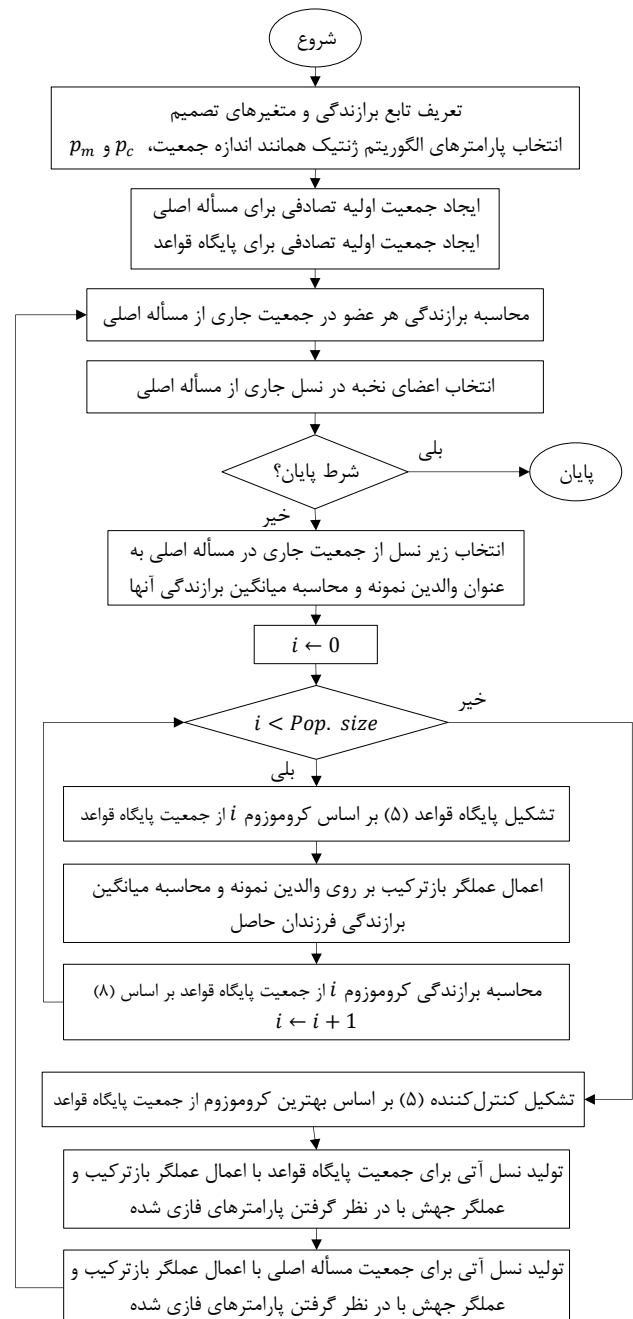 شروع
تعریف تابع برازندگی و متغیرهای تصمیم
انتخاب پارامترهای الگوریتم ژنتیک همانند اندازه جمعیت، p_c و p_m
ایجاد جمعیت اولیه تصادفی برای مسأله اصلی
ایجاد جمعیت اولیه تصادفی برای پایگاه قواعد
محاسبه برازندگی هر عضو در جمعیت جاری از مسأله اصلی
انتخاب اعضای نخبه در نسل جاری از مسأله اصلی
شرط پایان؟
بلی
پایان
خیر
انتخاب زیر نسل از جمعیت جاری در مسأله اصلی به
عنوان والدین نمونه و محاسبه میانگین برازندگی آنها
i ← 0
i < Pop. size
خیر
بلی
تشکیل پایگاه قواعد (۵) بر اساس کروموزوم i از جمعیت پایگاه قواعد
اعمال عملگر بازترکیب بر روی والدین نمونه و محاسبه میانگین
برازندگی فرزندان حاصل
محاسبه برازندگی کروموزوم i از جمعیت پایگاه قواعد بر اساس (۸)
i ← i + 1
تشکیل کنترل‌کننده (۵) بر اساس بهترین کروموزوم از جمعیت پایگاه قواعد
تولید نسل آتی برای جمعیت پایگاه قواعد با اعمال عملگر بازترکیب و
عملگر جهش با در نظر گرفتن پارامترهای فازی شده
تولید نسل آتی برای جمعیت مسأله اصلی با اعمال عملگر بازترکیب و
عملگر جهش با در نظر گرفتن پارامترهای فازی شده